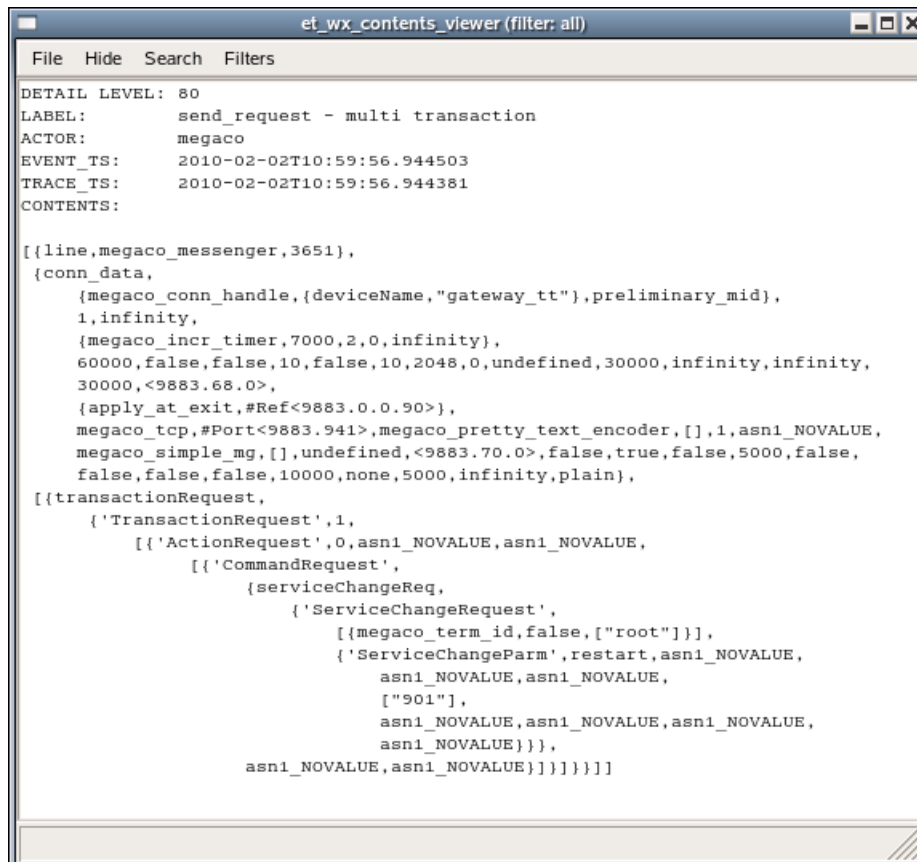 et_wx_contents_viewer (filter: all)
File Hide Search Filters
DETAIL LEVEL: 80
LABEL: send_request - multi transaction
ACTOR: megaco
EVENT_TS: 2010-02-02T10:59:56.944503
TRACE_TS: 2010-02-02T10:59:56.944381
CONTENTS:
[{line,megaco_messenger,3651},
{conn_data,
{megaco_conn_handle,{deviceName,"gateway_tt"},preliminary_mid},
1,infinity,
{megaco_incr_timer,7000,2,0,infinity},
60000,false,false,10,false,10,2048,0,undefined,30000,infinity,infinity,
30000,<9883.68.0>,
{apply_at_exit,#Ref<9883.0.0.90>},
megaco_tcp,#Port<9883.941>,megaco_pretty_text_encoder,[],1,asn1_NOVALUE,
megaco_simple_mg,[],undefined,<9883.70.0>,false,true,false,5000,false,
false,false,false,10000,none,5000,infinity,plain},
[{transactionRequest,
{'TransactionRequest',1,
[{'ActionRequest',0,asn1_NOVALUE,asn1_NOVALUE,
[{'CommandRequest',
{serviceChangeReq,
{'ServiceChangeRequest',
[{megaco_term_id,false,["root"]}],
{'ServiceChangeParm',restart,asn1_NOVALUE,
asn1_NOVALUE,asn1_NOVALUE,
["901"],
asn1_NOVALUE,asn1_NOVALUE,asn1_NOVALUE,
asn1_NOVALUE}}},
asn1_NOVALUE,asn1_NOVALUE}]}]}}]]